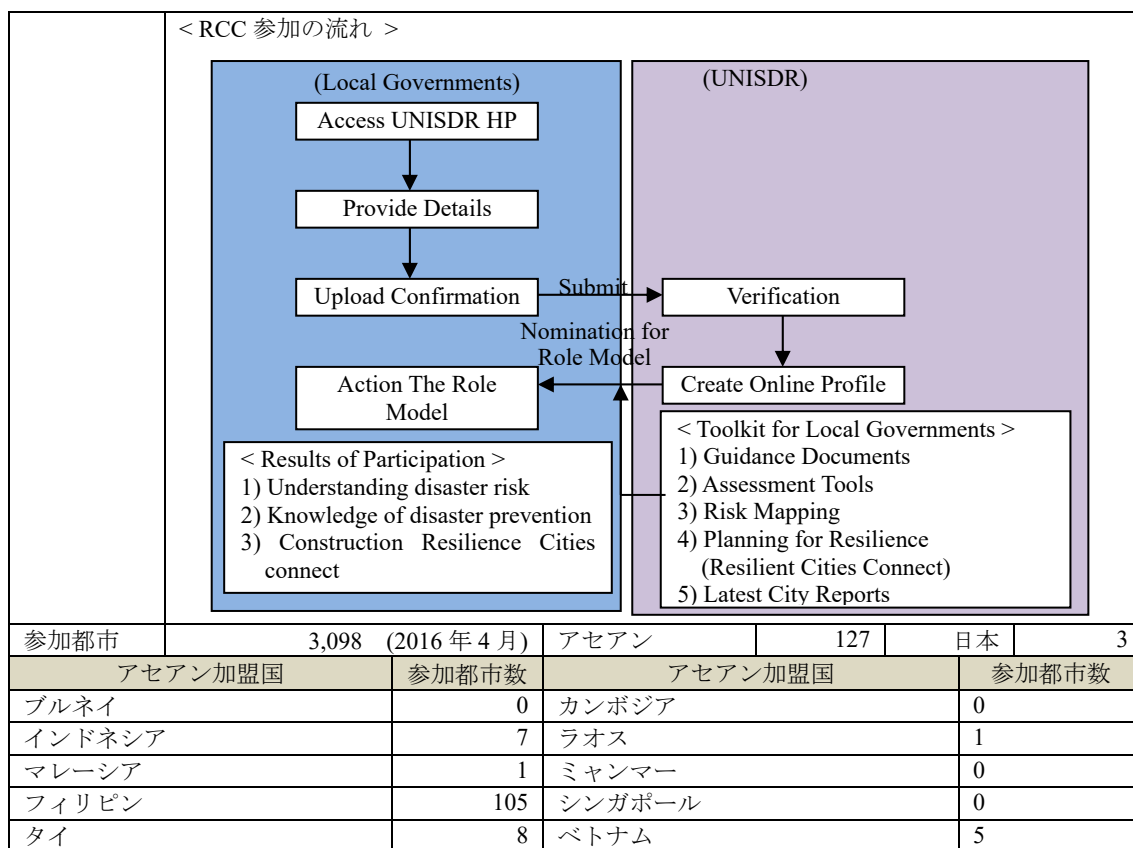 < RCC 参加の流れ >
(Local Governments)
(UNISDR)
Access UNISDR HP
Provide Details
Upload Confirmation
Submit
Verification
Nomination for
Role Model
Action The Role
Model
Create Online Profile
< Results of Participation >
1) Understanding disaster risk
2) Knowledge of disaster prevention
3) Construction Resilience Cities
connect
< Toolkit for Local Governments >
1) Guidance Documents
2) Assessment Tools
3) Risk Mapping
4) Planning for Resilience
(Resilient Cities Connect)
5) Latest City Reports
参加都市 3,098 (2016 年 4 月) アセアン 127 日本 3
アセアン加盟国 参加都市数 アセアン加盟国 参加都市数
ブルネイ 0 カンボジア 0
インドネシア 7 ラオス 1
マレーシア 1 ミャンマー 0
フィリピン 105 シンガポール 0
タイ 8 ベトナム 5